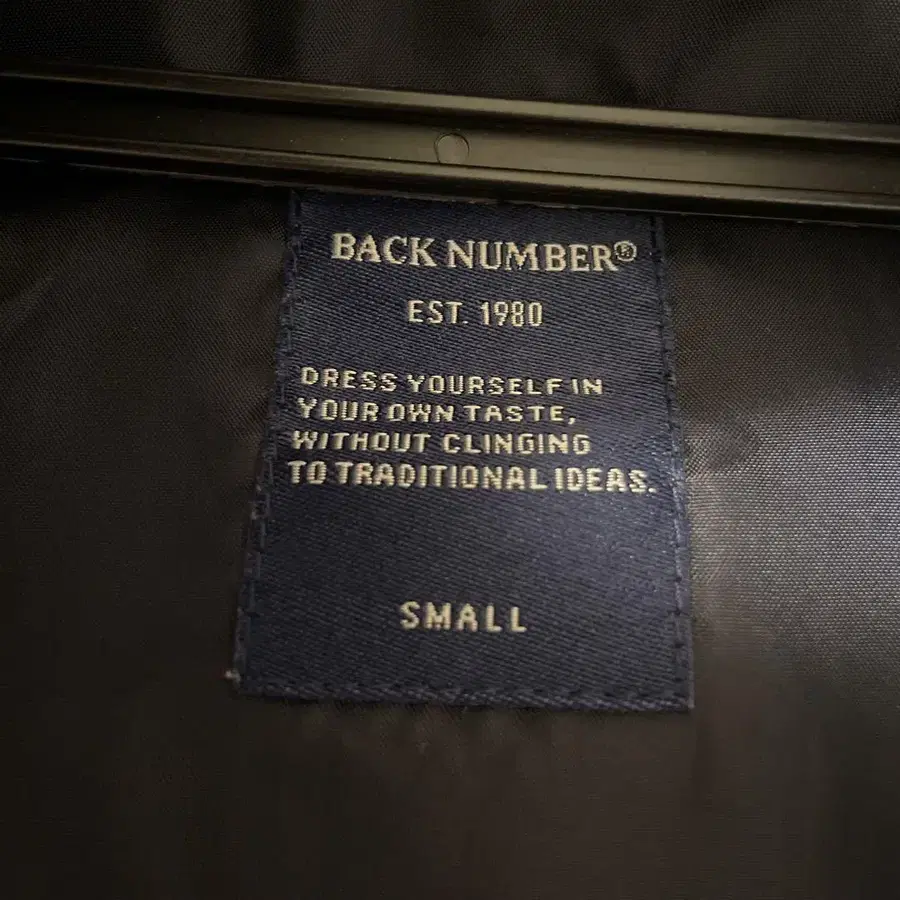 BACK NUMBER®
EST. 1980
DRESS YOURSELF IN
YOUR OWN TASTE,
WITHOUT CLINGING
TO TRADITIONAL IDEAS.
SMALL